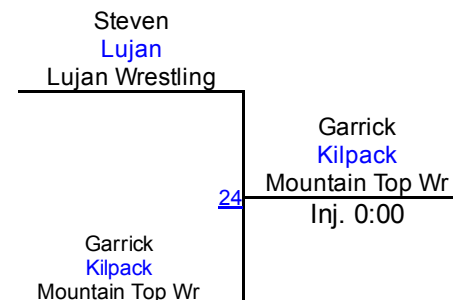 Steven
Lujan
Lujan Wrestling
Garrick
Kilpack
Mountain Top Wr
24
Inj. 0:00
Garrick
Kilpack
Mountain Top Wr